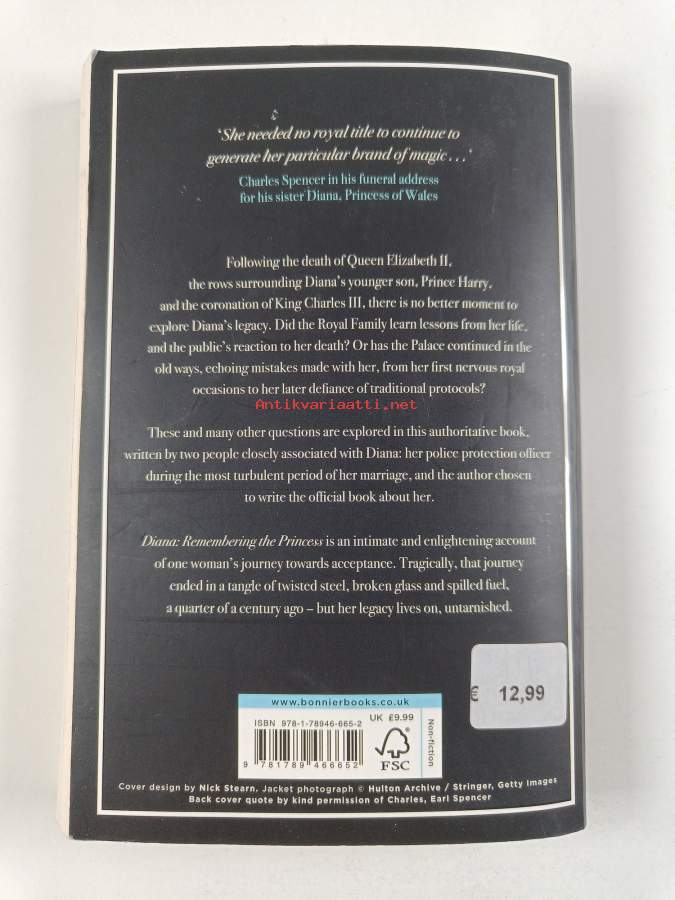 ‘She needed no royal title to continue to
generate her particular brand of magic . . .’
Charles Spencer in his funeral address
for his sister Diana, Princess of Wales
Following the death of Queen Elizabeth II,
the rows surrounding Diana’s younger son, Prince Harry,
and the coronation of King Charles III, there is no better moment to
explore Diana’s legacy. Did the Royal Family learn lessons from her life,
and the public’s reaction to her death? Or has the Palace continued in the
old ways, echoing mistakes made with her, from her first nervous royal
occasions to her later defiance of traditional protocols?
Antikvariaatti.net
These and many other questions are explored in this authoritative book,
written by two people closely associated with Diana: her police protection officer
during the most turbulent period of her marriage, and the author chosen
to write the official book about her.
Diana: Remembering the Princess is an intimate and enlightening account
of one woman’s journey towards acceptance. Tragically, that journey
ended in a tangle of twisted steel, broken glass and spilled fuel,
a quarter of a century ago – but her legacy lives on, untarnished.
€ 12,99
www.bonnierbooks.co.uk
ISBN 978-1-78946-665-2
UK £9.99
Non-fiction
FSC
9 781789 466652
Cover design by Nick Stearn. Jacket photograph © Hulton Archive / Stringer, Getty Images
Back cover quote by kind permission of Charles, Earl Spencer